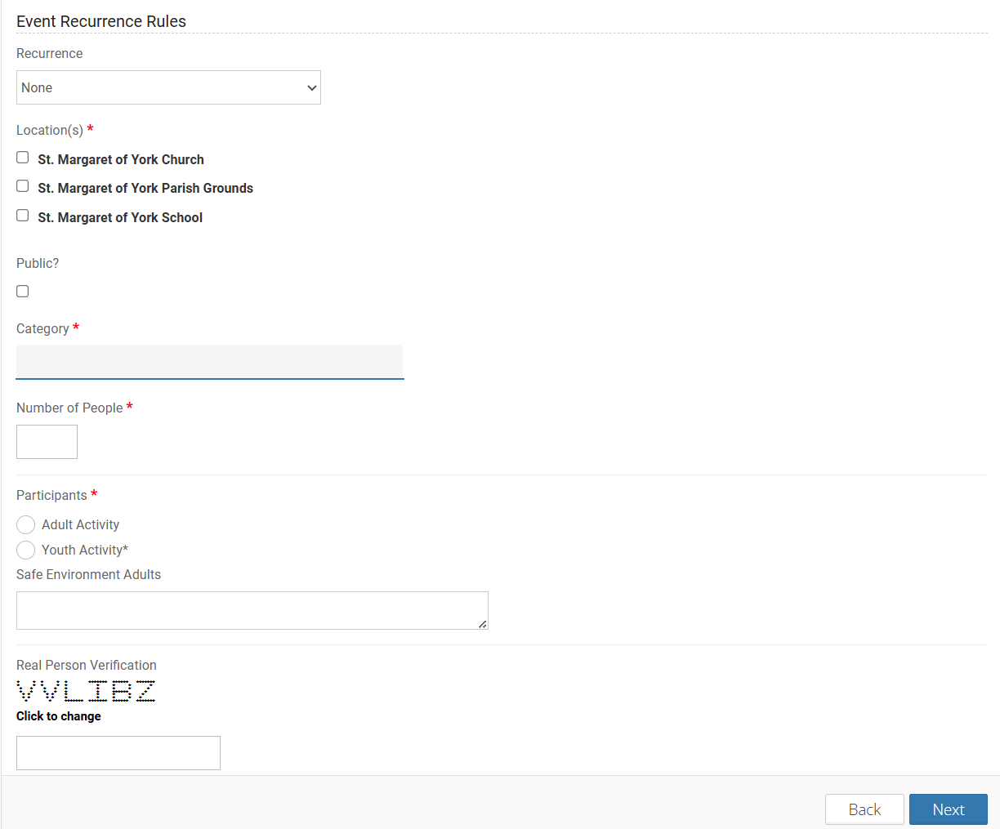 Event Recurrence Rules
Recurrence
None
Location(s) *
St. Margaret of York Church
St. Margaret of York Parish Grounds
St. Margaret of York School
Public?
Category *
Number of People *
Participants *
Adult Activity
Youth Activity*
Safe Environment Adults
Real Person Verification
VVLIBZ
Click to change
Back Next